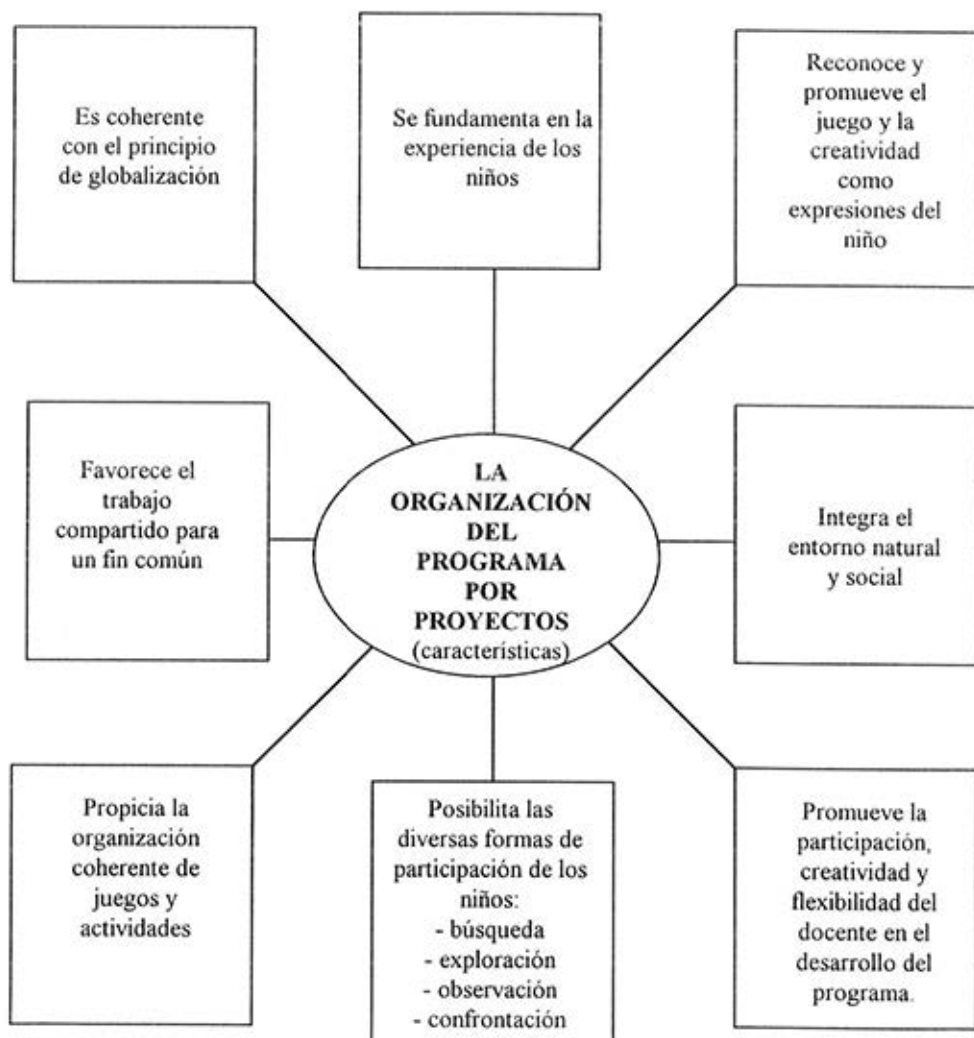 Es coherente
con el principio
de globalización
Se fundamenta en la
experiencia de los
niños
Reconoce y
promueve el
juego y la
creatividad
como
expresiones del
niño
Favorece el
trabajo
compartido para
un fin común
LA
ORGANIZACIÓN
DEL
PROGRAMA
POR
PROYECTOS
(características)
Integra el
entorno natural
y social
Propicia la
organización
coherente de
juegos y
actividades
Posibilita las
diversas formas de
participación de los
niños:
- búsqueda
- exploración
- observación
- confrontación
Promueve la
participación,
creatividad y
flexibilidad del
docente en el
desarrollo del
programa.